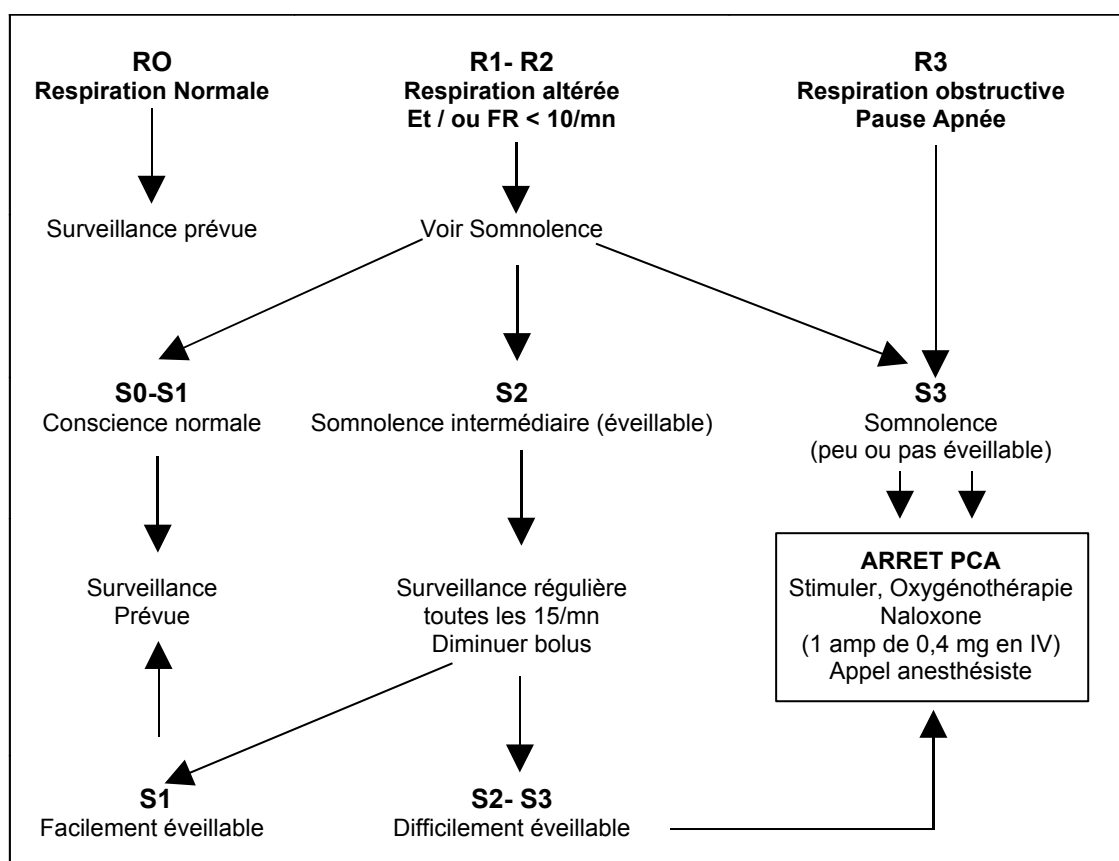 RO
Respiration Normale
R1- R2
Respiration altérée
Et / ou FR < 10/mn
R3
Respiration obstructive
Pause Apnée
Surveillance prévue
Voir Somnolence
S0-S1
Conscience normale
S2
Somnolence intermédiaire (éveillable)
S3
Somnolence
(peu ou pas éveillable)
Surveillance
Prévue
Surveillance régulière
toutes les 15/mn
Diminuer bolus
ARRET PCA
Stimuler, Oxygénothérapie
Naloxone
(1 amp de 0,4 mg en IV)
Appel anesthésiste
S1
Facilement éveillable
S2- S3
Difficilement éveillable